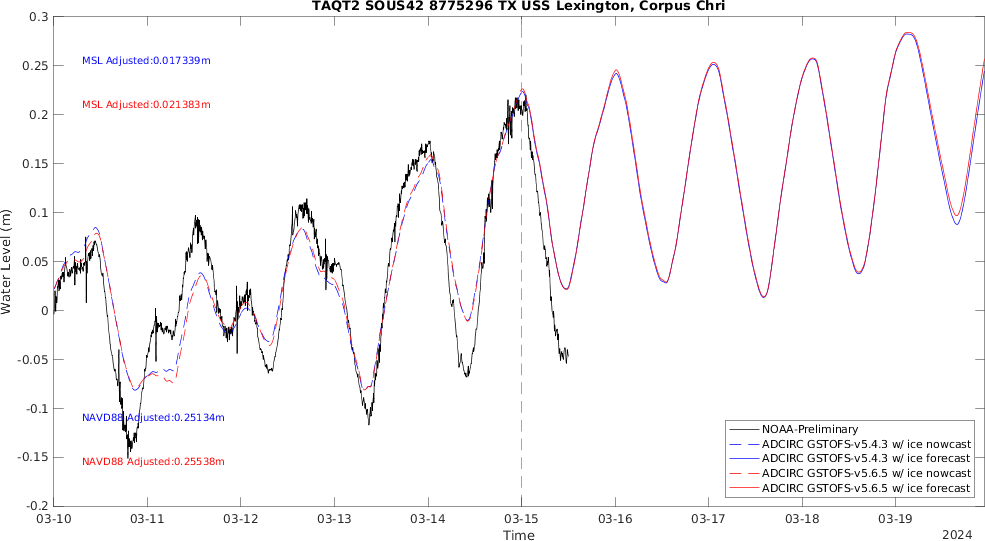 TAQT2 SOUS42 8775296 TX USS Lexington, Corpus Chri
0.3
0.25
0.2
0.15
0.1
0.05
0
-0.05
-0.1
-0.15
-0.2
Water Level (m)
MSL Adjusted:0.017339m
MSL Adjusted:0.021383m
NAVD88 Adjusted:0.25134m
NAVD88 Adjusted:0.25538m
NOAA-Preliminary
ADCIRC GSTOFS-v5.4.3 w/ ice nowcast
ADCIRC GSTOFS-v5.4.3 w/ ice forecast
ADCIRC GSTOFS-v5.6.5 w/ ice nowcast
ADCIRC GSTOFS-v5.6.5 w/ ice forecast
03-10 03-11 03-12 03-13 03-14 03-15 03-16 03-17 03-18 03-19
Time
2024